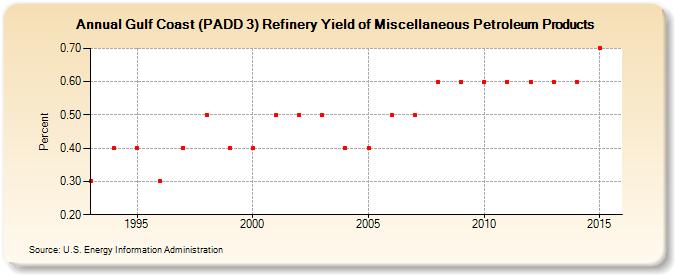 Annual Gulf Coast (PADD 3) Refinery Yield of Miscellaneous Petroleum Products
Percent
0.70
0.60
0.50
0.40
0.30
0.20
1995 2000 2005 2010 2015
Source: U.S. Energy Information Administration